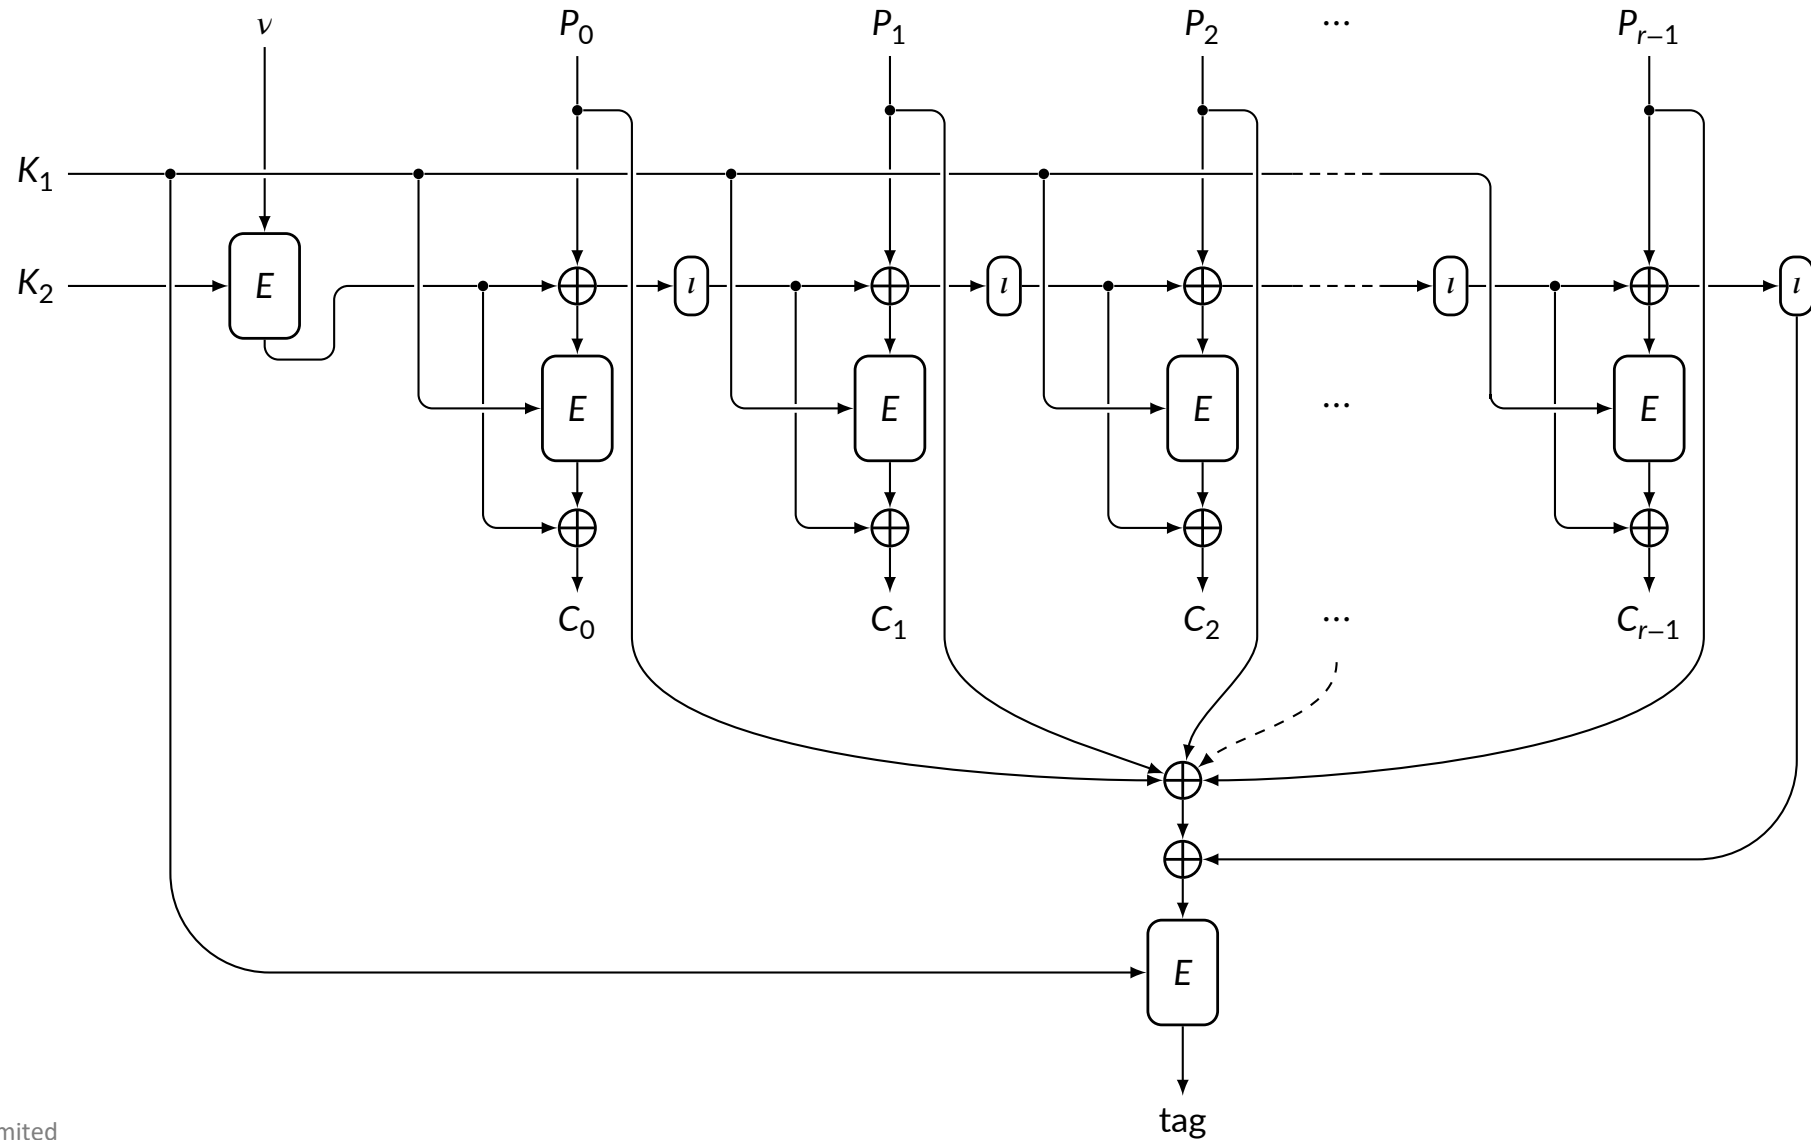 ν P₀ P₁ P₂ ··· Pᵣ₋₁
K₁
K₂ E ι ι ι ι
E E E ··· E
C₀ C₁ C₂ ··· Cᵣ₋₁
E
tag